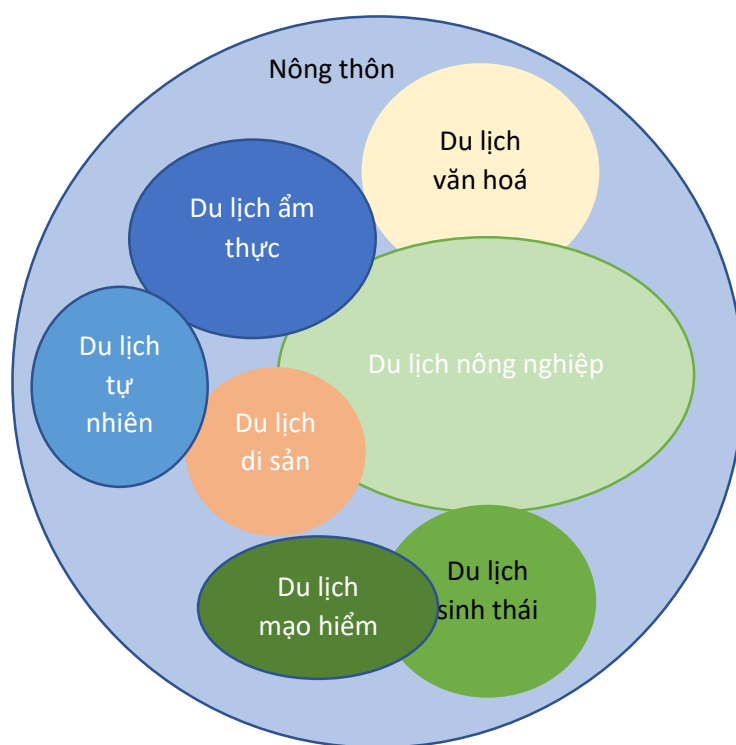 Nông thôn
Du lịch
văn hoá
Du lịch ẩm
thực
Du lịch
tự
nhiên
Du lịch nông nghiệp
Du lịch
di sản
Du lịch
mạo hiểm
Du lịch
sinh thái